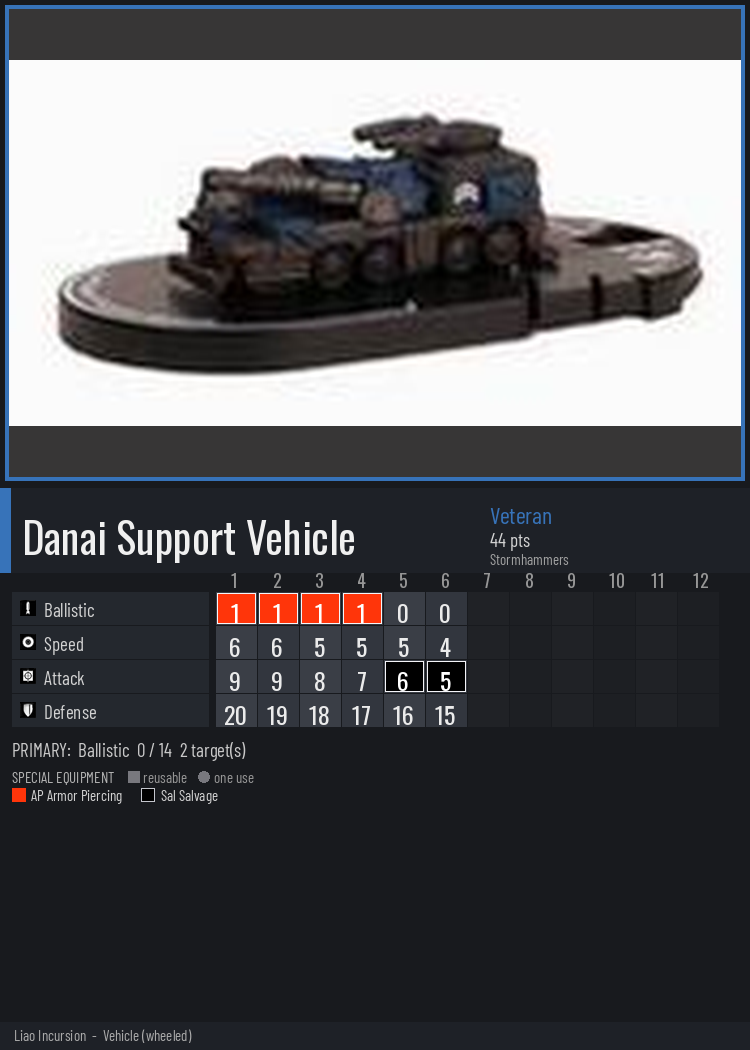 Danai Support Vehicle
Veteran
44 pts
Stormhammers
1 2 3 4 5 6 7 8 9 10 11 12
Ballistic 1 1 1 1 0 0
Speed 6 6 5 5 5 4
Attack 9 9 8 7 6 5
Defense 20 19 18 17 16 15
PRIMARY: Ballistic 0 / 14 2 target(s)
SPECIAL EQUIPMENT reusable one use
AP Armor Piercing Sal Salvage
Liao Incursion - Vehicle (wheeled)